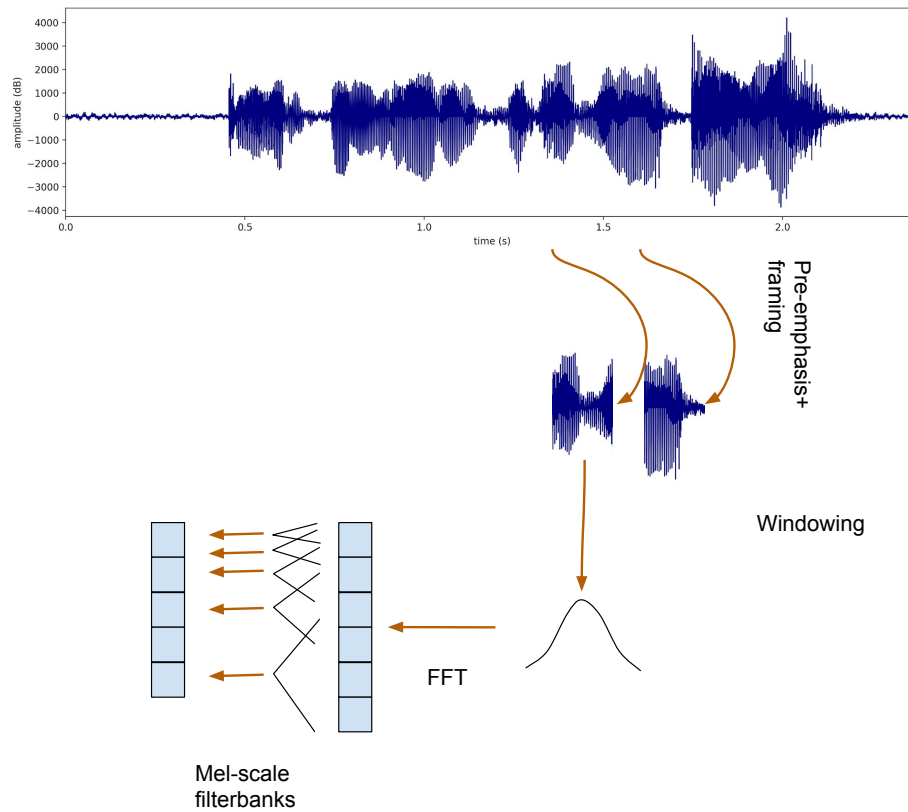 4000
3000
2000
1000
0
−1000
−2000
−3000
−4000
amplitude (dB)
0.0
0.5
1.0
1.5
2.0
time (s)
Pre-emphasis+
framing
Windowing
FFT
Mel-scale
filterbanks